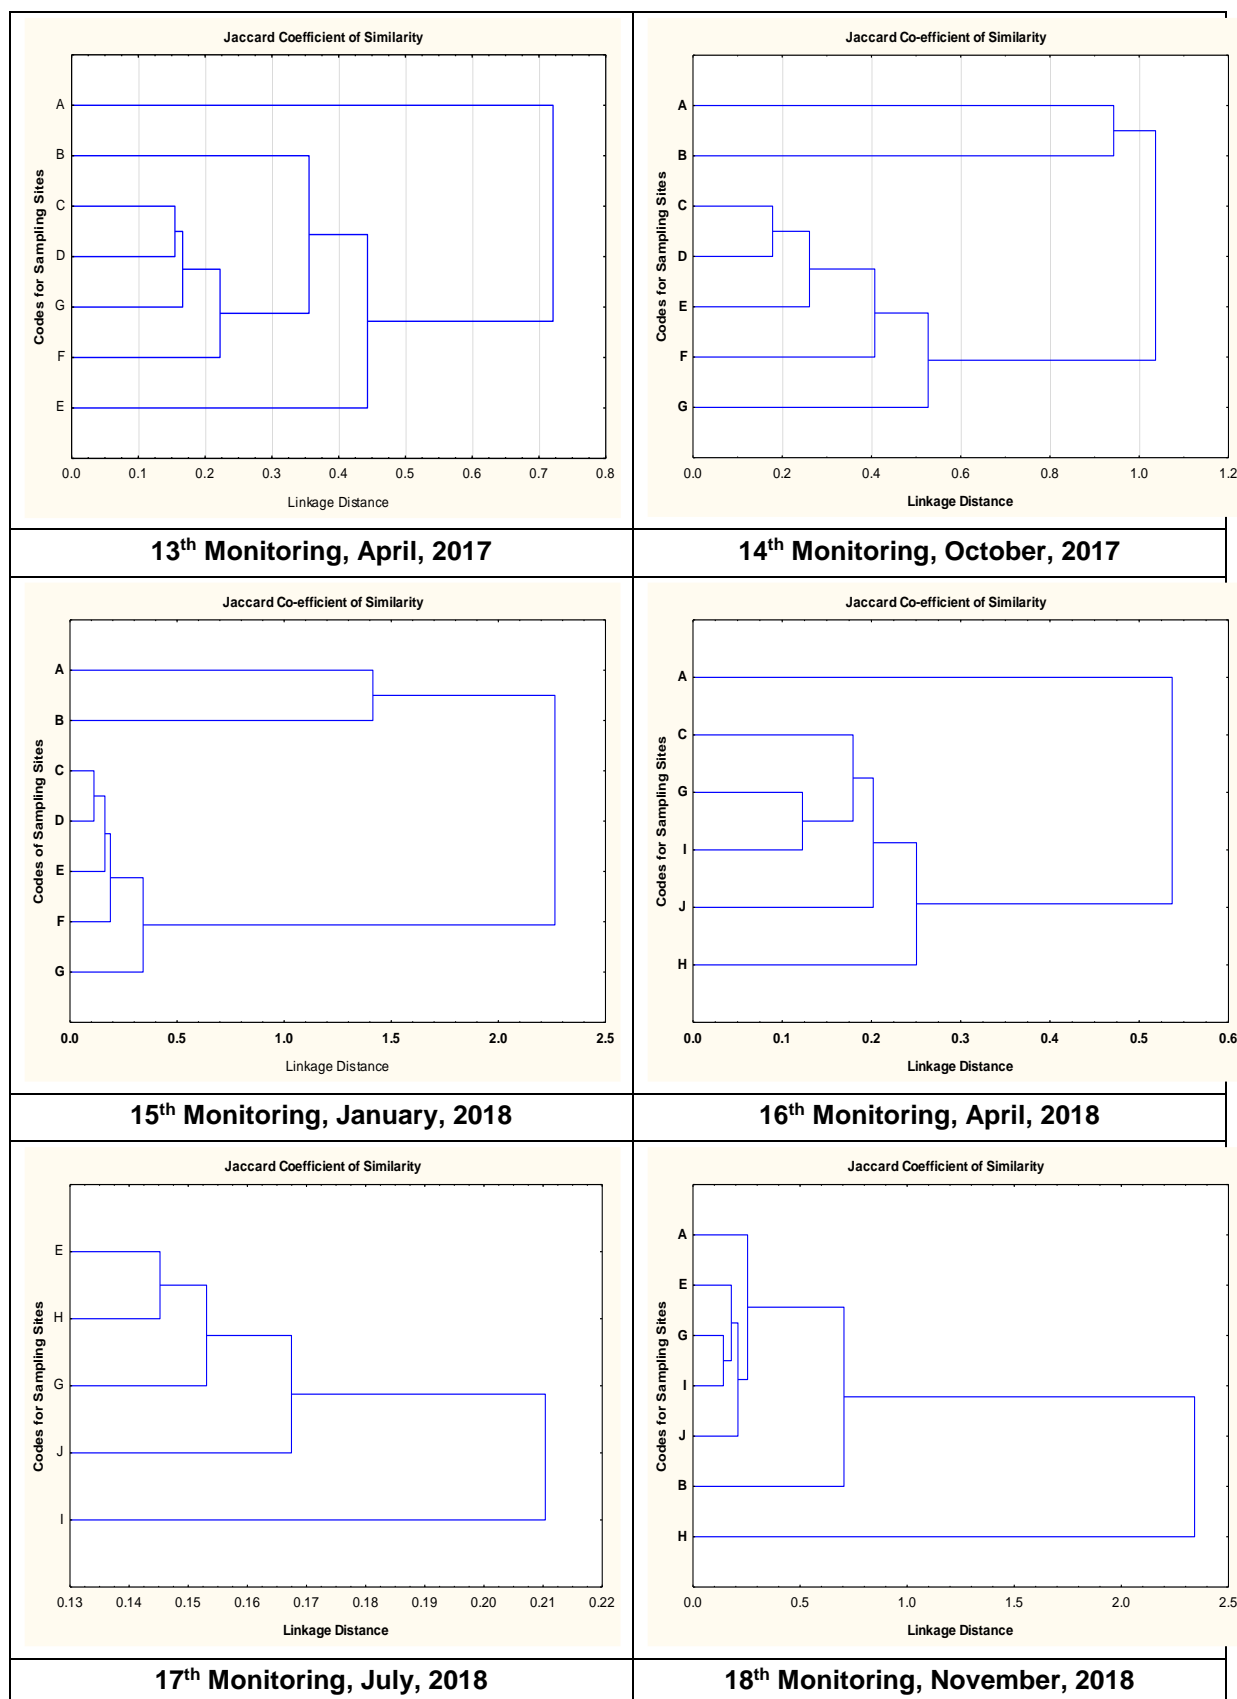 Jaccard Coefficient of Similarity
Codes for Sampling Sites
A
B
C
D
G
F
E
0.0 0.1 0.2 0.3 0.4 0.5 0.6 0.7 0.8
Linkage Distance
Jaccard Co-efficient of Similarity
Codes for Sampling Sites
A
B
C
D
E
F
G
0.0 0.2 0.4 0.6 0.8 1.0 1.2
Linkage Distance
13th Monitoring, April, 2017
14th Monitoring, October, 2017
Jaccard Co-efficient of Similarity
Codes of Sampling Sites
A
B
C
D
E
F
G
0.0 0.5 1.0 1.5 2.0 2.5
Linkage Distance
Jaccard Co-efficient of Similarity
Codes for Sampling Sites
A
C
G
I
J
H
0.0 0.1 0.2 0.3 0.4 0.5 0.6
Linkage Distance
15th Monitoring, January, 2018
16th Monitoring, April, 2018
Jaccard Coefficient of Similarity
Codes for Sampling Sites
E
H
G
J
I
0.13 0.14 0.15 0.16 0.17 0.18 0.19 0.20 0.21 0.22
Linkage Distance
Jaccard Coefficient of Similarity
Codes for Sampling Sites
A
E
G
I
J
B
H
0.0 0.5 1.0 1.5 2.0 2.5
Linkage Distance
17th Monitoring, July, 2018
18th Monitoring, November, 2018